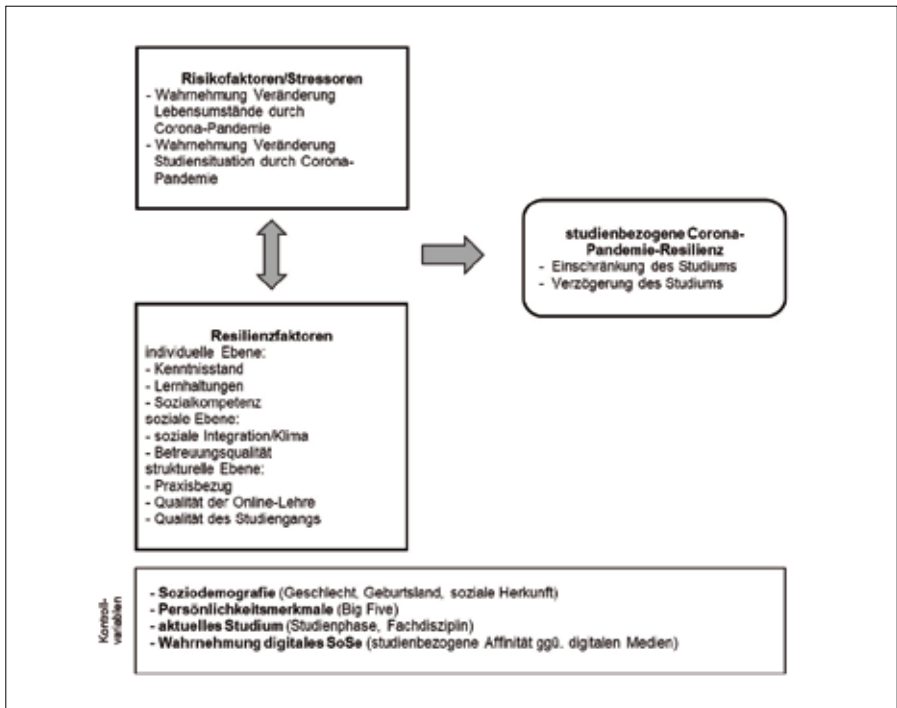 Risikofaktoren/Stressoren
- Wahrnehmung Veränderung
Lebensumstände durch
Corona-Pandemie
- Wahrnehmung Veränderung
Studiensituation durch Corona-
Pandemie
studienbezogene Corona-
Pandemie-Resilienz
- Einschränkung des Studiums
- Verzögerung des Studiums
Resilienzfaktoren
individuelle Ebene:
- Kenntnisstand
- Lernhaltungen
- Sozialkompetenz
soziale Ebene:
- soziale Integration/Klima
- Betreuungsqualität
strukturelle Ebene:
- Praxisbezug
- Qualität der Online-Lehre
- Qualität des Studiengangs
Kontroll-
variablen
- Soziodemografie (Geschlecht, Geburtsland, soziale Herkunft)
- Persönlichkeitsmerkmale (Big Five)
- aktuelles Studium (Studienphase, Fachdisziplin)
- Wahrnehmung digitales SoSe (studienbezogene Affinität ggü. digitalen Medien)